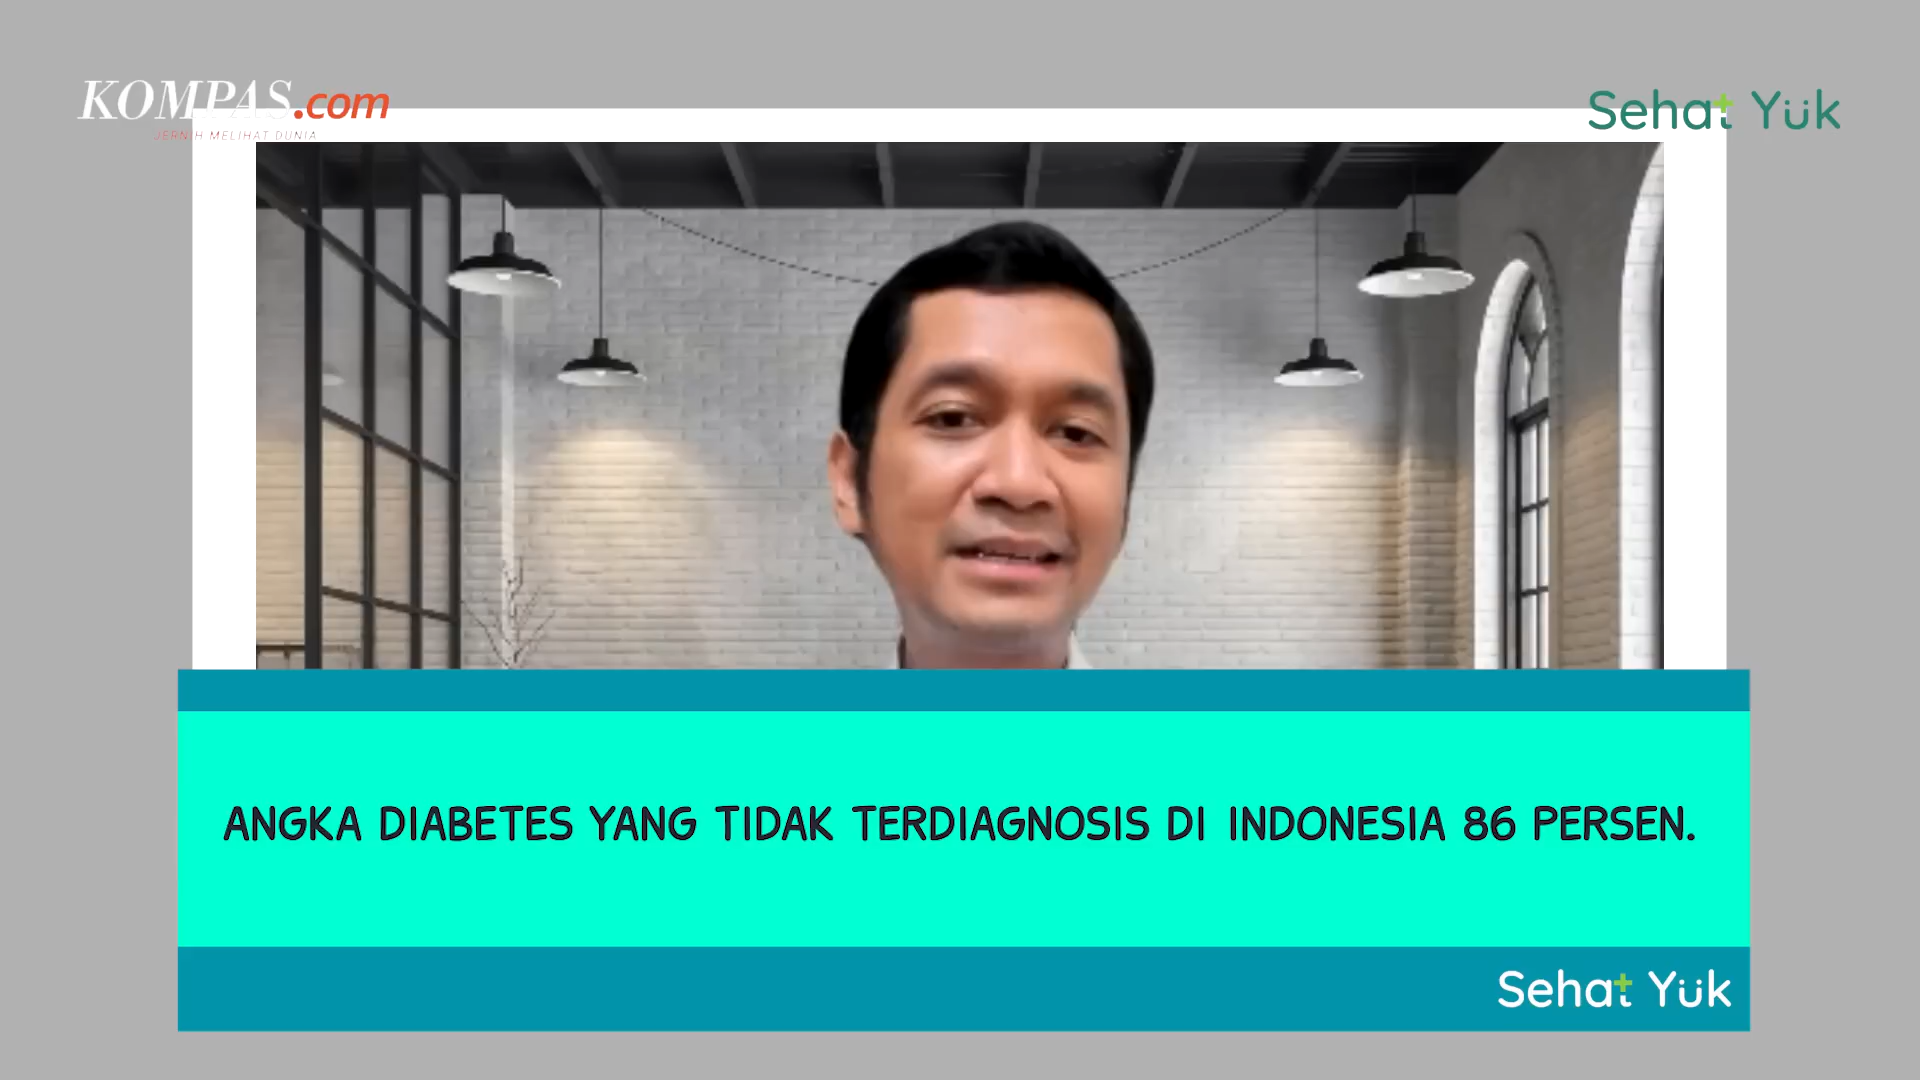 KOMPAS.com
JERNIH MELIHAT DUNIA
Sehat Yuk
ANGKA DIABETES YANG TIDAK TERDIAGNOSIS DI INDONESIA 86 PERSEN.
Sehat Yuk